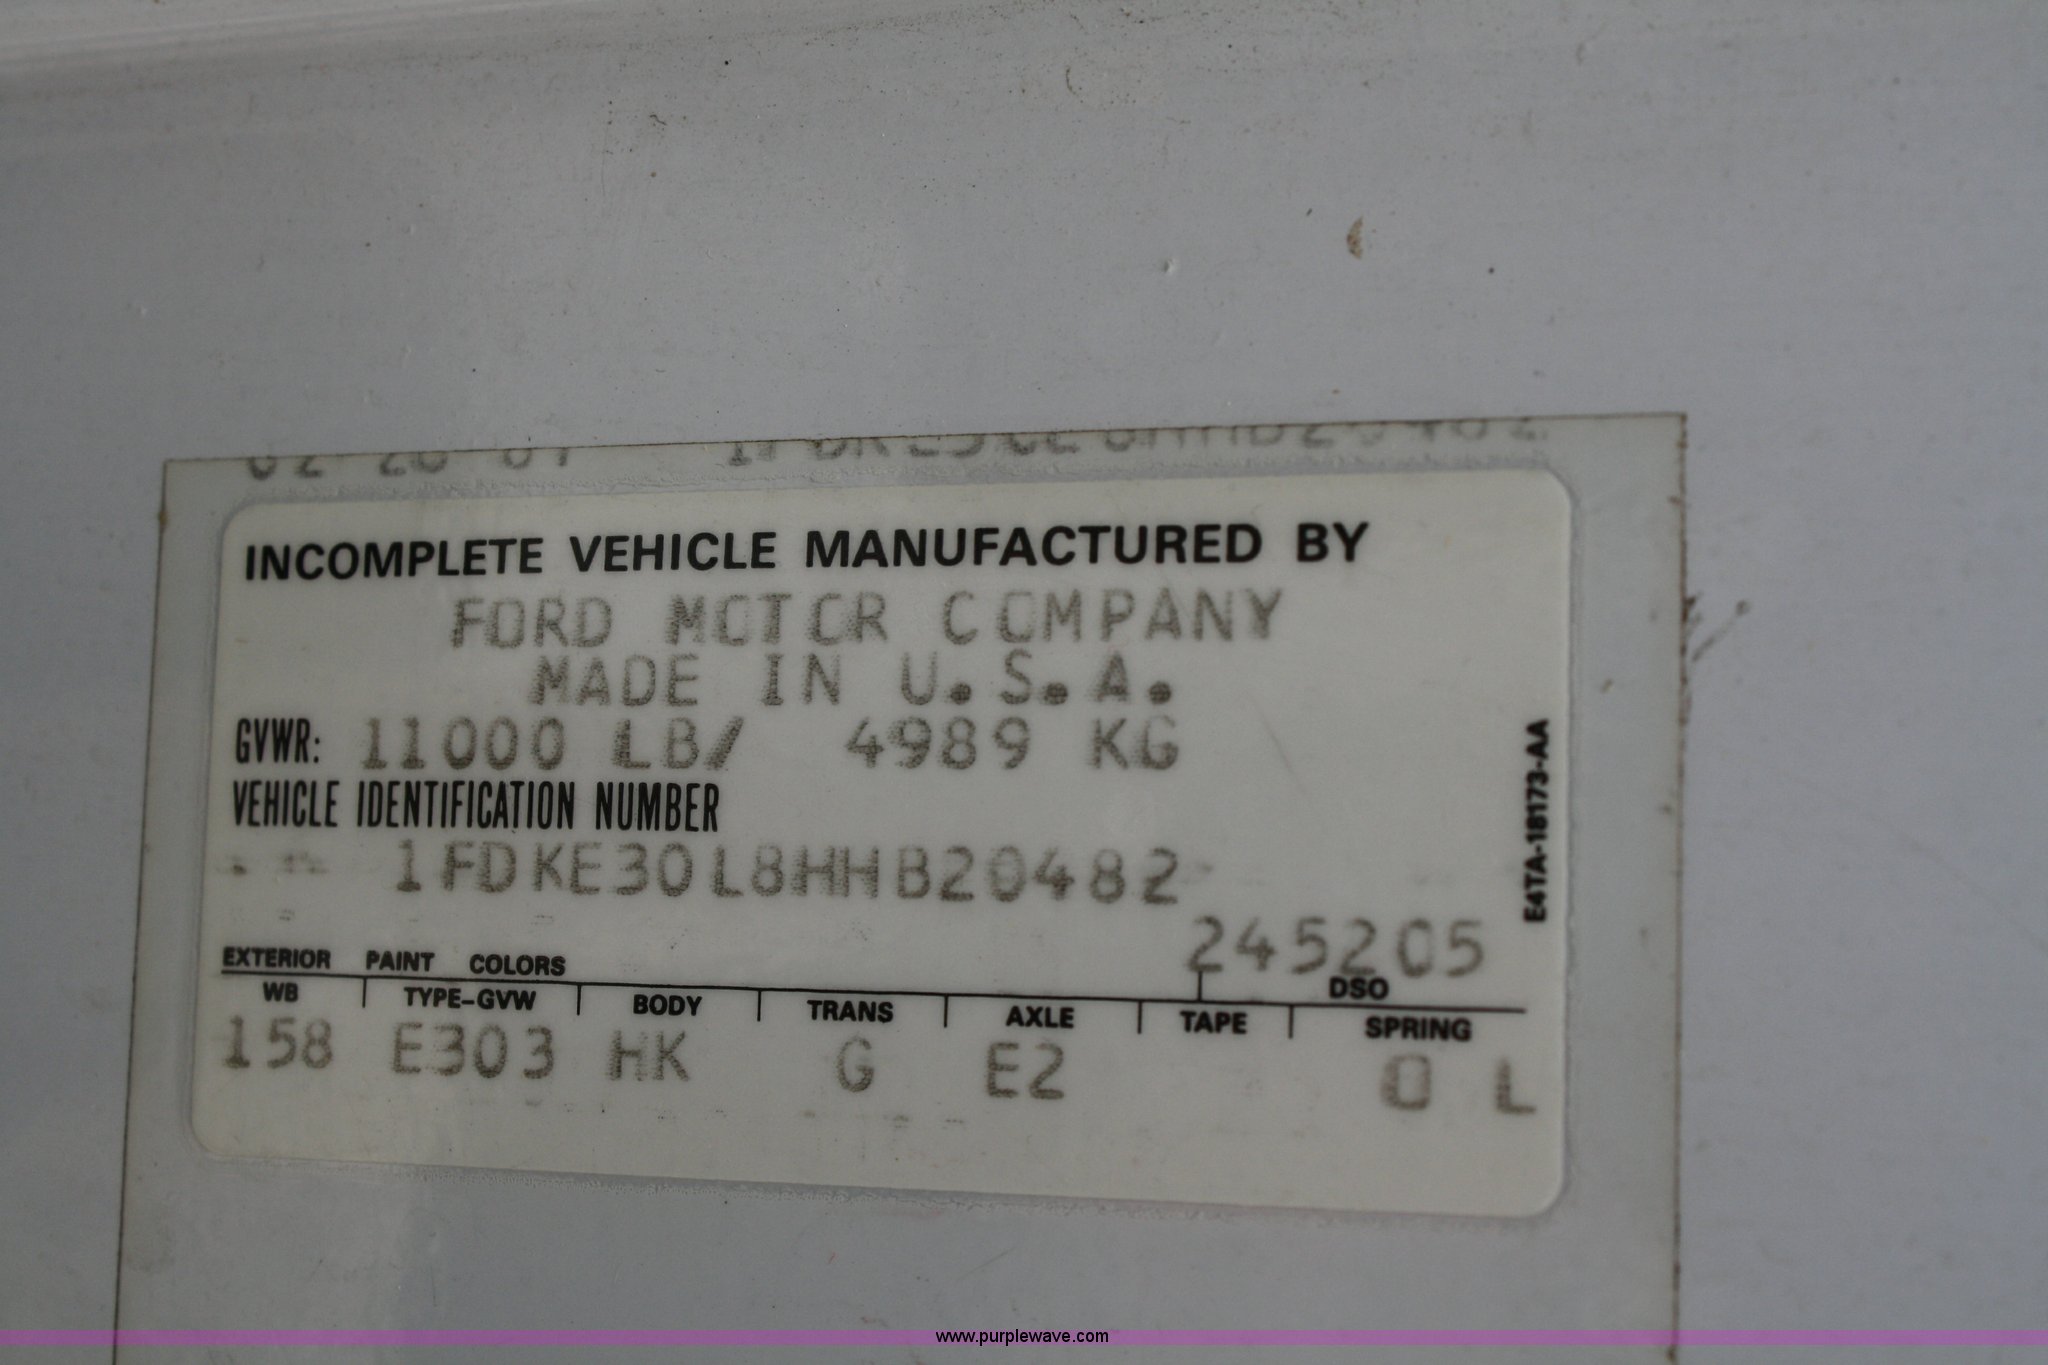 INCOMPLETE VEHICLE MANUFACTURED BY
FORD MOTOR COMPANY
MADE IN U.S.A.
GVWR: 11000 LB/ 4989 KG
VEHICLE IDENTIFICATION NUMBER
1FDKE30L8HHB20482
E4TA-18173-AA
245205
EXTERIOR PAINT COLORS DSO
WB TYPE-GVW BODY TRANS AXLE TAPE SPRING
158 E303 HK G E2 O L
www.purplewave.com